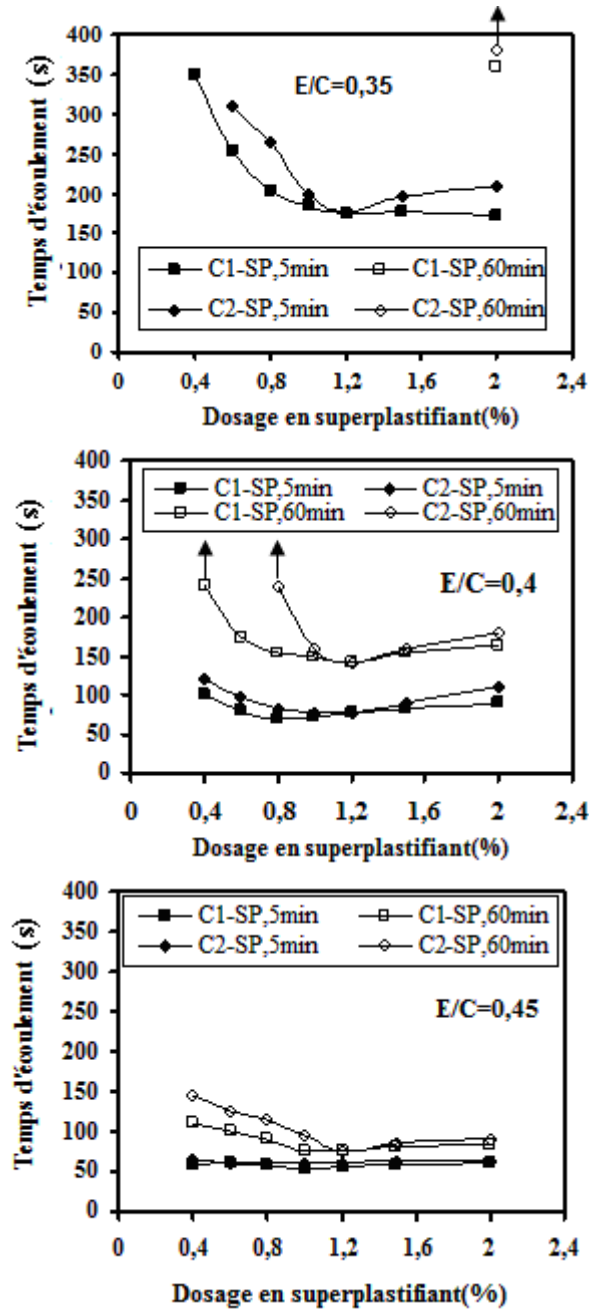 400
350
300
250
200
150
100
50
0
Temps d'écoulement (s)
E/C=0,35
C1-SP,5min C1-SP,60min
C2-SP,5min C2-SP,60min
0 0,4 0,8 1,2 1,6 2 2,4
Dosage en superplastifiant(%)
400
350
300
250
200
150
100
50
0
Temps d'écoulement (s)
C1-SP,5min C2-SP,5min
C1-SP,60min C2-SP,60min
E/C=0,4
0 0,4 0,8 1,2 1,6 2 2,4
Dosage en superplastifiant(%)
400
350
300
250
200
150
100
50
0
Temps d'écoulement (s)
C1-SP,5min C1-SP,60min
C2-SP,5min C2-SP,60min
E/C=0,45
0 0,4 0,8 1,2 1,6 2 2,4
Dosage en superplastifiant(%)